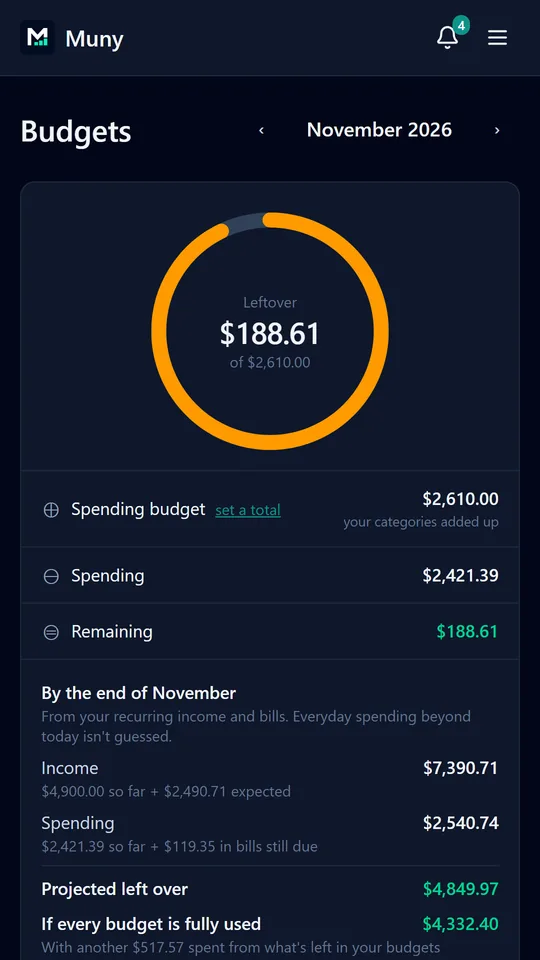 Muny
4
Budgets
‹
November 2026
›
Leftover
$188.61
of $2,610.00
Spending budget set a total
$2,610.00
your categories added up
Spending
$2,421.39
Remaining
$188.61
By the end of November
From your recurring income and bills. Everyday spending beyond
today isn't guessed.
Income
$7,390.71
$4,900.00 so far + $2,490.71 expected
Spending
$2,540.74
$2,421.39 so far + $119.35 in bills still due
Projected left over
$4,849.97
If every budget is fully used
$4,332.40
With another $517.57 spent from what's left in your budgets